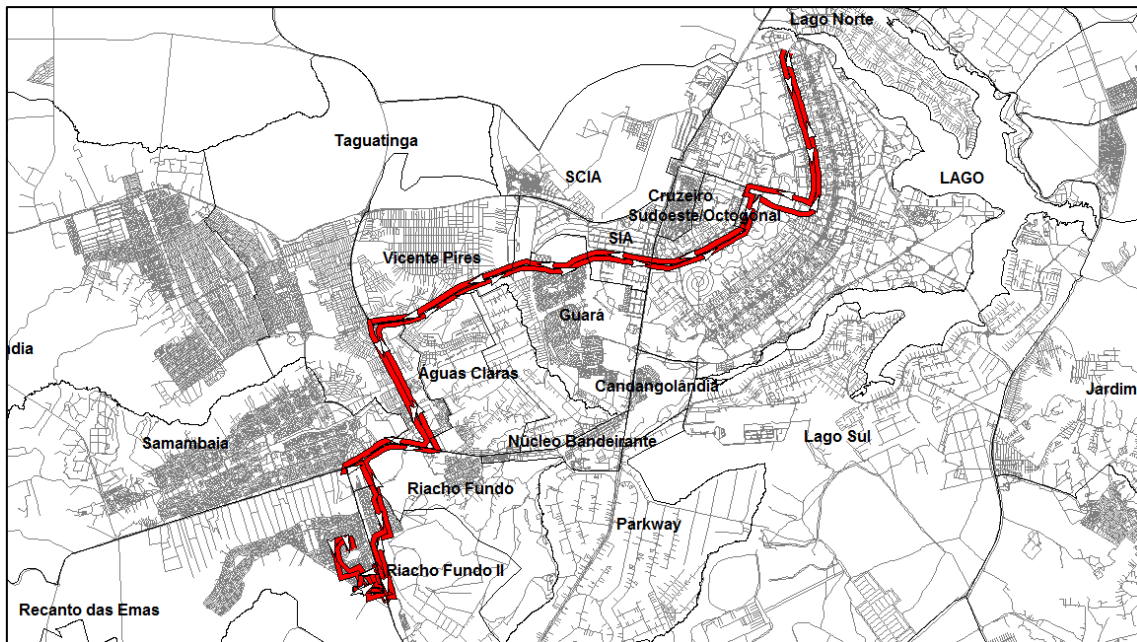 Lago Norte
Taguatinga
SCIA
LAGO
Cruzeiro
Sudoeste/Octogonal
SIA
Vicente Pires
Guará
ndia
Águas Claras
Candangolândia
Jardim
Samambaia
Núcleo Bandeirante
Lago Sul
Riacho Fundo
Parkway
Riacho Fundo II
Recanto das Emas